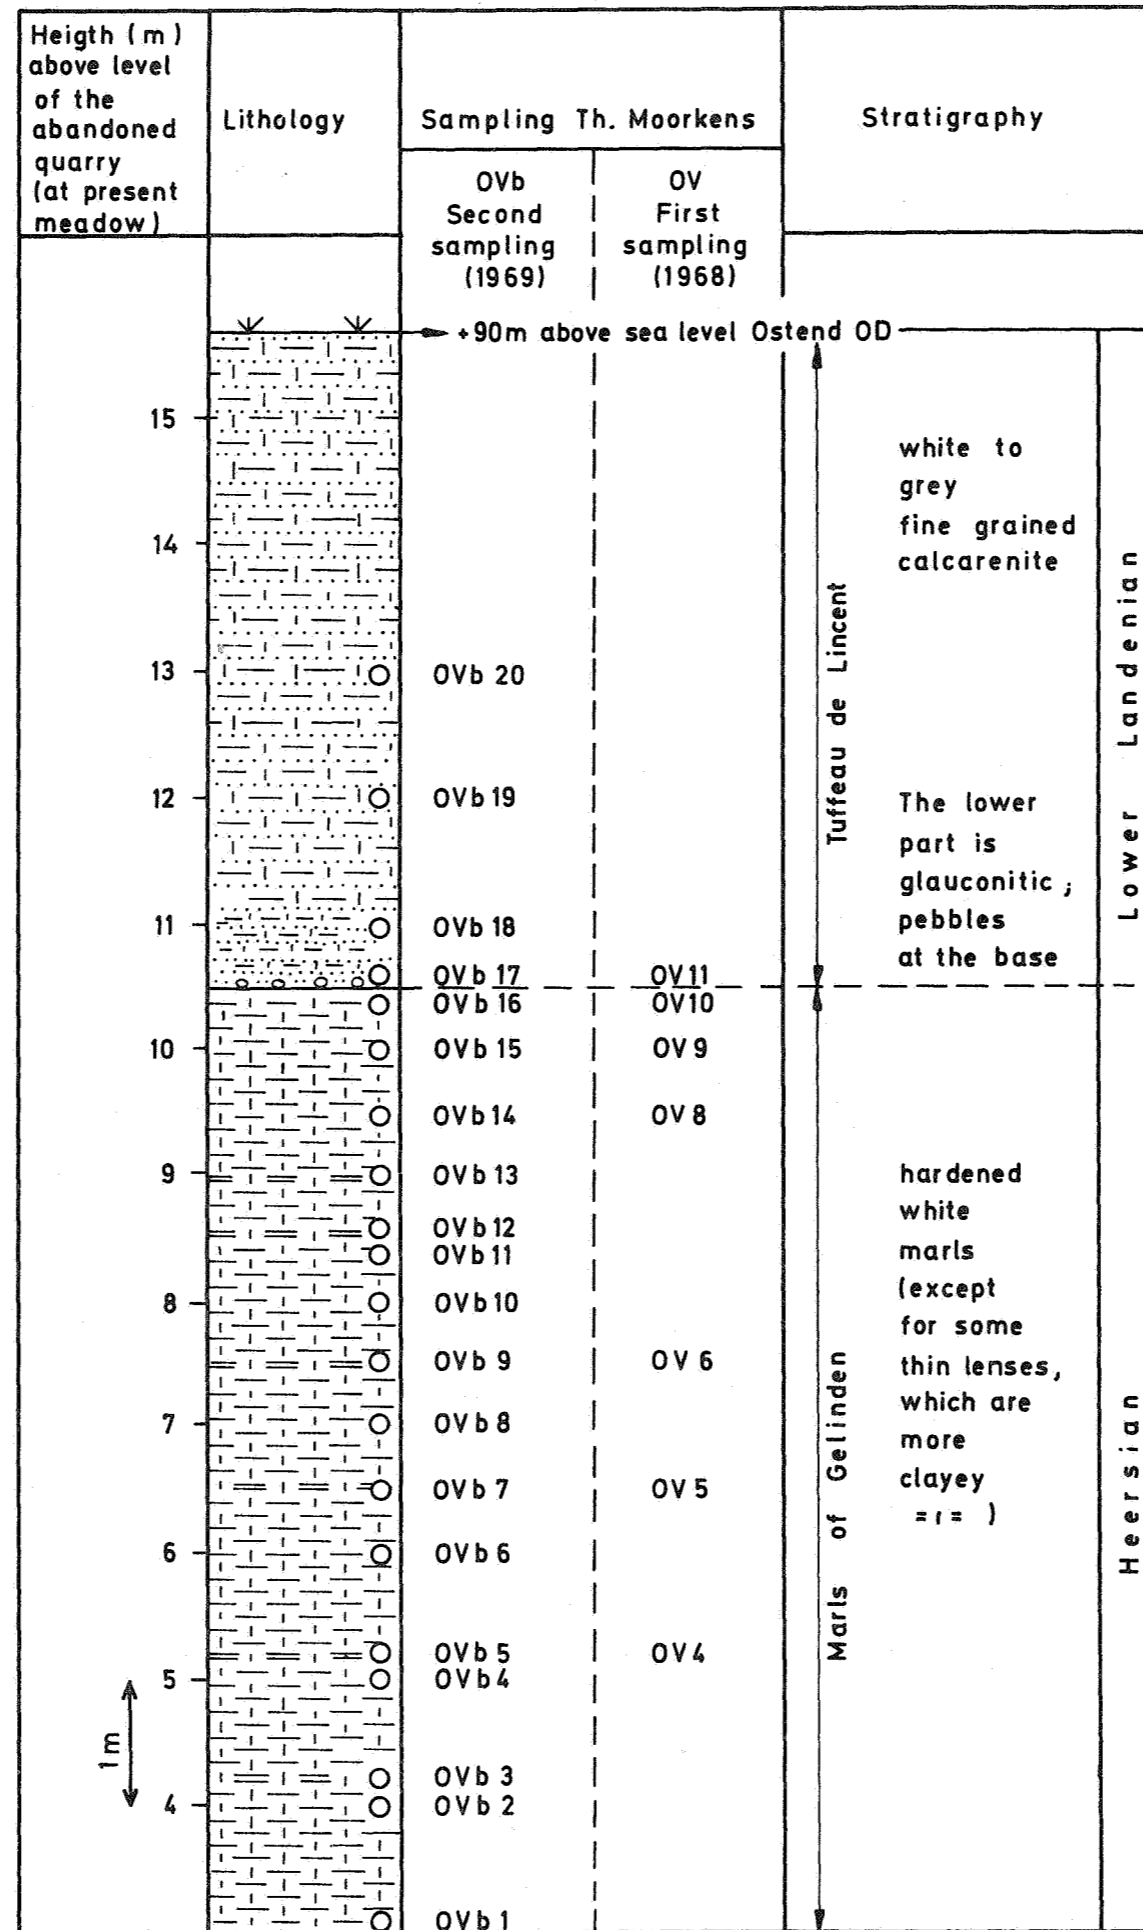 Heigth (m)
above level
of the
abandoned
quarry
(at present
meadow)
Lithology
Sampling Th. Moorkens
OVb
Second
sampling
(1969)
OV
First
sampling
(1968)
Stratigraphy
+90m above sea level Ostend OD
15
14
13
12
11
10
9
8
7
6
5
4
1m
OVb 20
OVb 19
OVb 18
OVb 17 OV 11
OVb 16 OV 10
OVb 15 OV 9
OVb 14 OV 8
OVb 13
OVb 12
OVb 11
OVb 10
OVb 9 OV 6
OVb 8
OVb 7 OV 5
OVb 6
OVb 5 OV 4
OVb 4
OVb 3
OVb 2
OVb 1
Tuffeau de Lincent
white to
grey
fine grained
calcarenite
The lower
part is
glauconitic;
pebbles
at the base
Lower Landenian
Marls of Gelinden
hardened
white
marls
(except
for some
thin lenses,
which are
more
clayey
=ı= )
Heersian